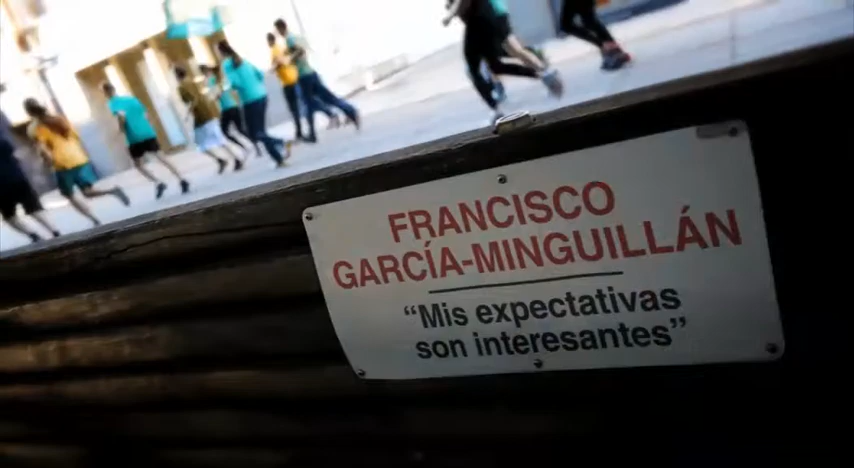 FRANCISCO
GARCÍA-MINGUILLÁN
“Mis expectativas
son interesantes”